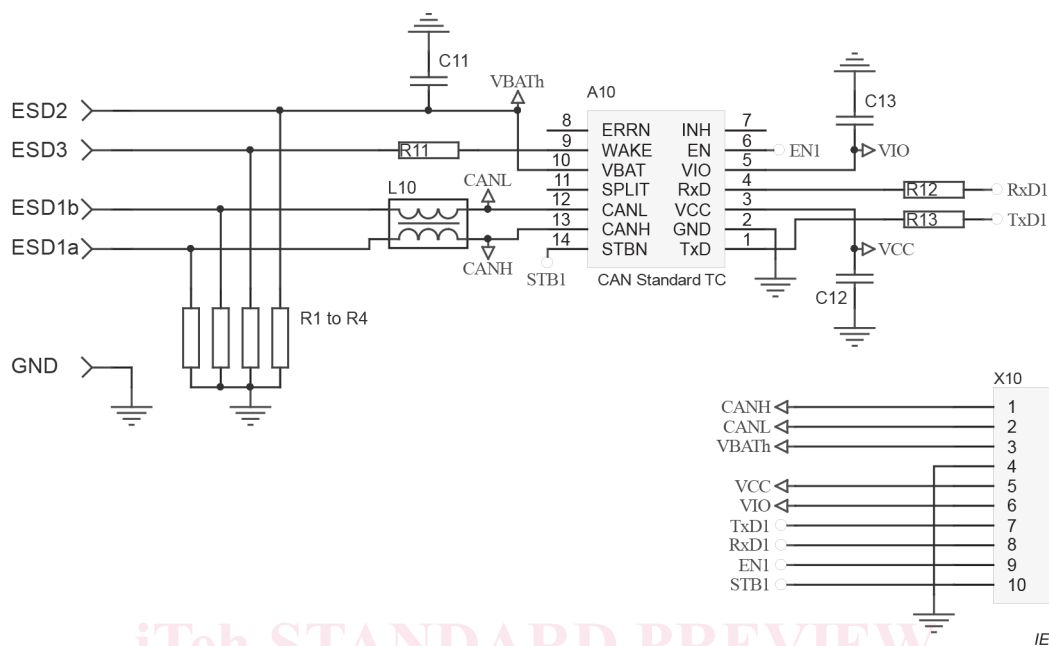 C11
VBATh
A10
C13
ESD2
8 ERRN INH 7
ESD3 R11 9 WAKE EN 6 EN1
10 VBAT VIO 5 VIO
CANL 11 SPLIT RxD 4 R12 RxD1
L10
ESD1b 12 CANL VCC 3
13 CANH GND 2 R13 TxD1
ESD1a 14 STBN TxD 1 VCC
CANH
STB1 CAN Standard TC
C12
R1 to R4
GND
X10
CANH 1
CANL 2
VBATh 3
4
VCC 5
VIO 6
TxD1 7
RxD1 8
EN1 9
STB1 10
iTeh STANDARD PREVIEW
IE